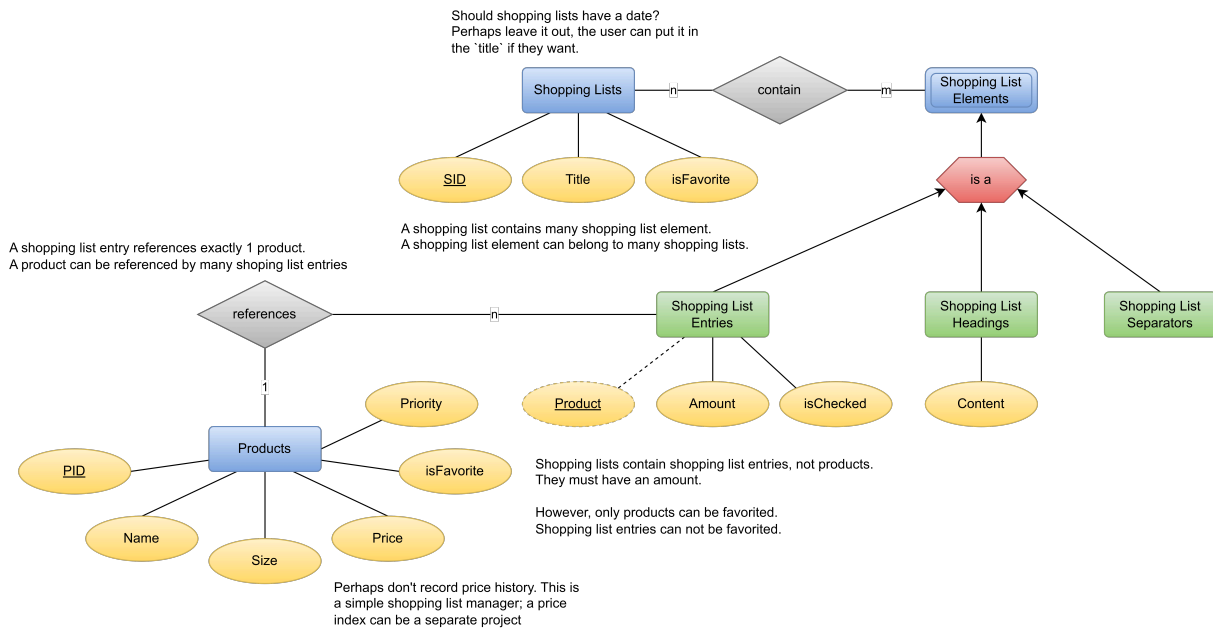 Should shopping lists have a date?
Perhaps leave it out, the user can put it in
the `title` if they want.
Shopping Lists
n
contain
m
Shopping List
Elements
SID
Title
isFavorite
is a
A shopping list contains many shopping list element.
A shopping list element can belong to many shopping lists.
A shopping list entry references exactly 1 product.
A product can be referenced by many shoping list entries
references
n
Shopping List
Entries
Shopping List
Headings
Shopping List
Separators
1
Product
Amount
isChecked
Content
Priority
Products
PID
isFavorite
Name
Size
Price
Shopping lists contain shopping list entries, not products.
They must have an amount.
However, only products can be favorited.
Shopping list entries can not be favorited.
Perhaps don't record price history. This is
a simple shopping list manager; a price
index can be a separate project